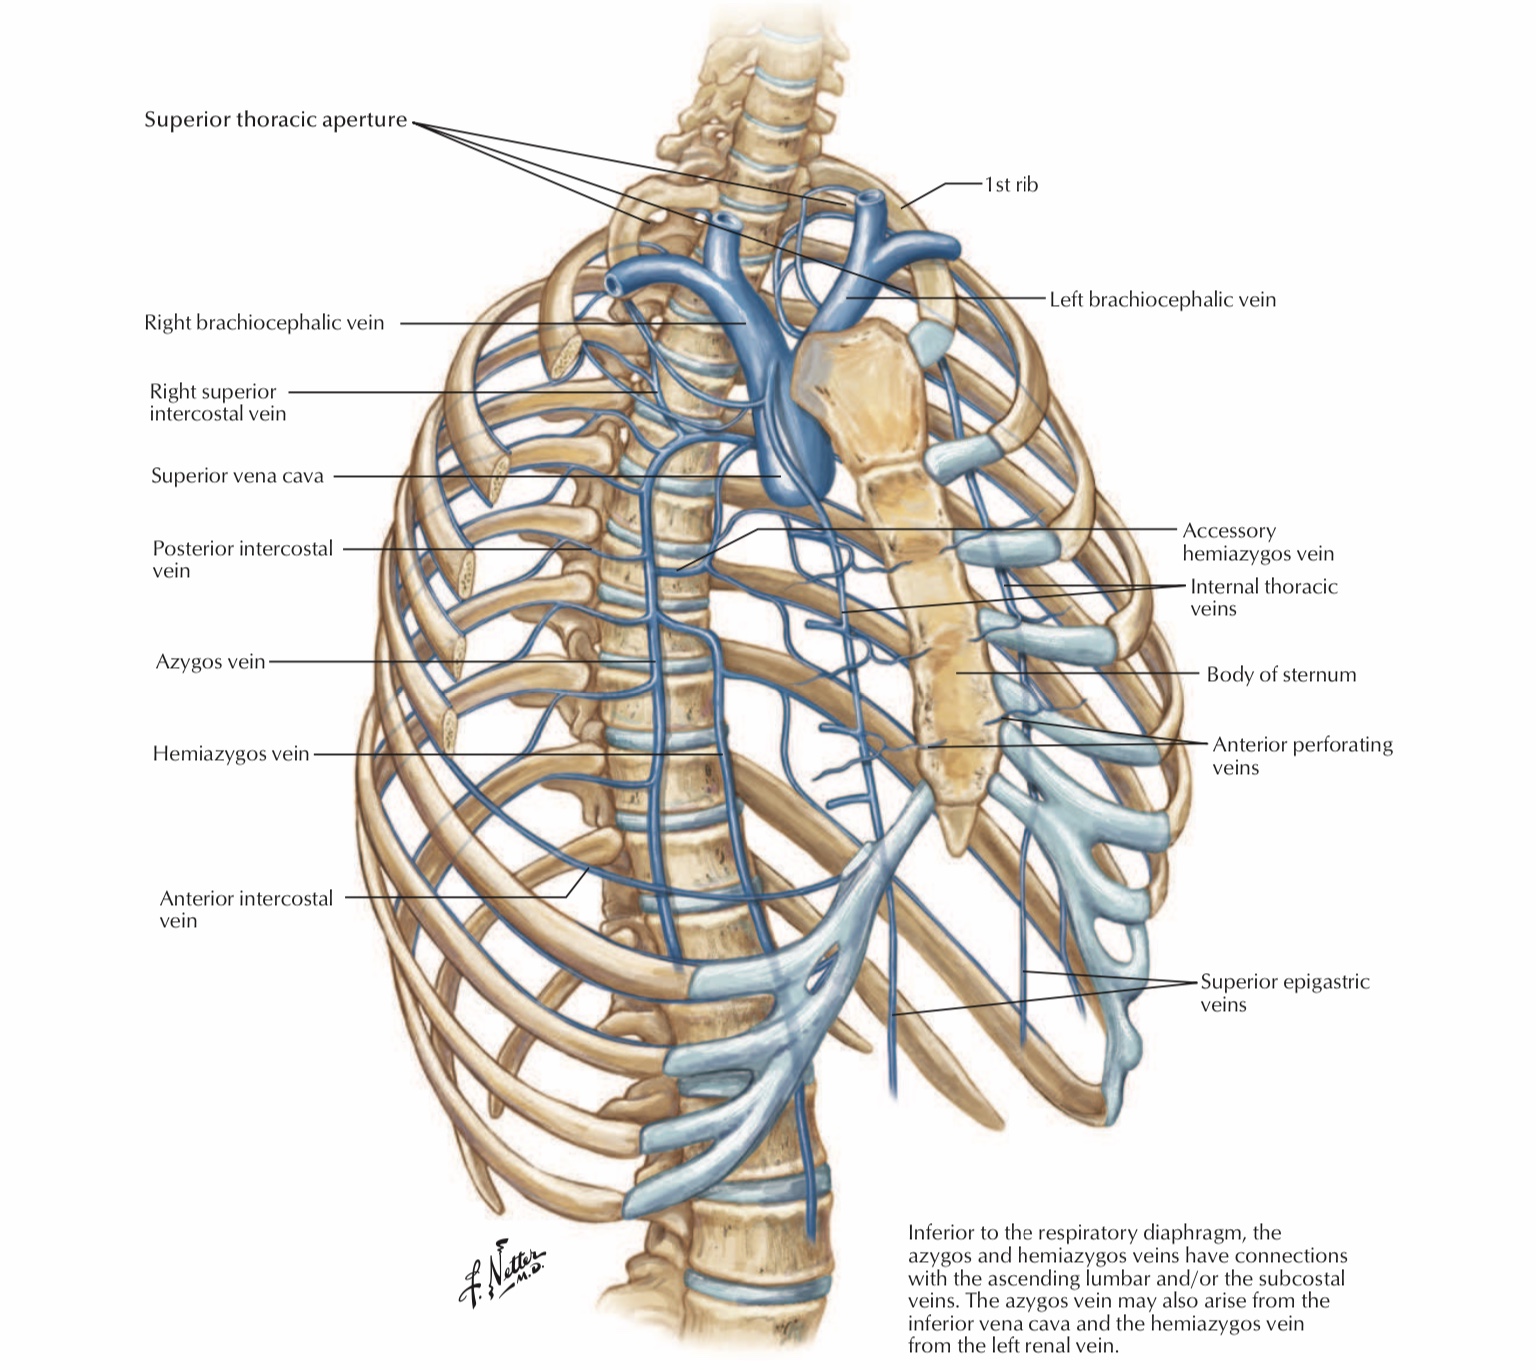 Superior thoracic aperture
1st rib
Left brachiocephalic vein
Right brachiocephalic vein
Right superior
intercostal vein
Superior vena cava
Accessory
hemiazygos vein
Posterior intercostal
vein
Internal thoracic
veins
Azygos vein
Body of sternum
Anterior perforating
veins
Hemiazygos vein
Anterior intercostal
vein
Superior epigastric
veins
F. Netter
M.D.
Inferior to the respiratory diaphragm, the
azygos and hemiazygos veins have connections
with the ascending lumbar and/or the subcostal
veins. The azygos vein may also arise from the
inferior vena cava and the hemiazygos vein
from the left renal vein.